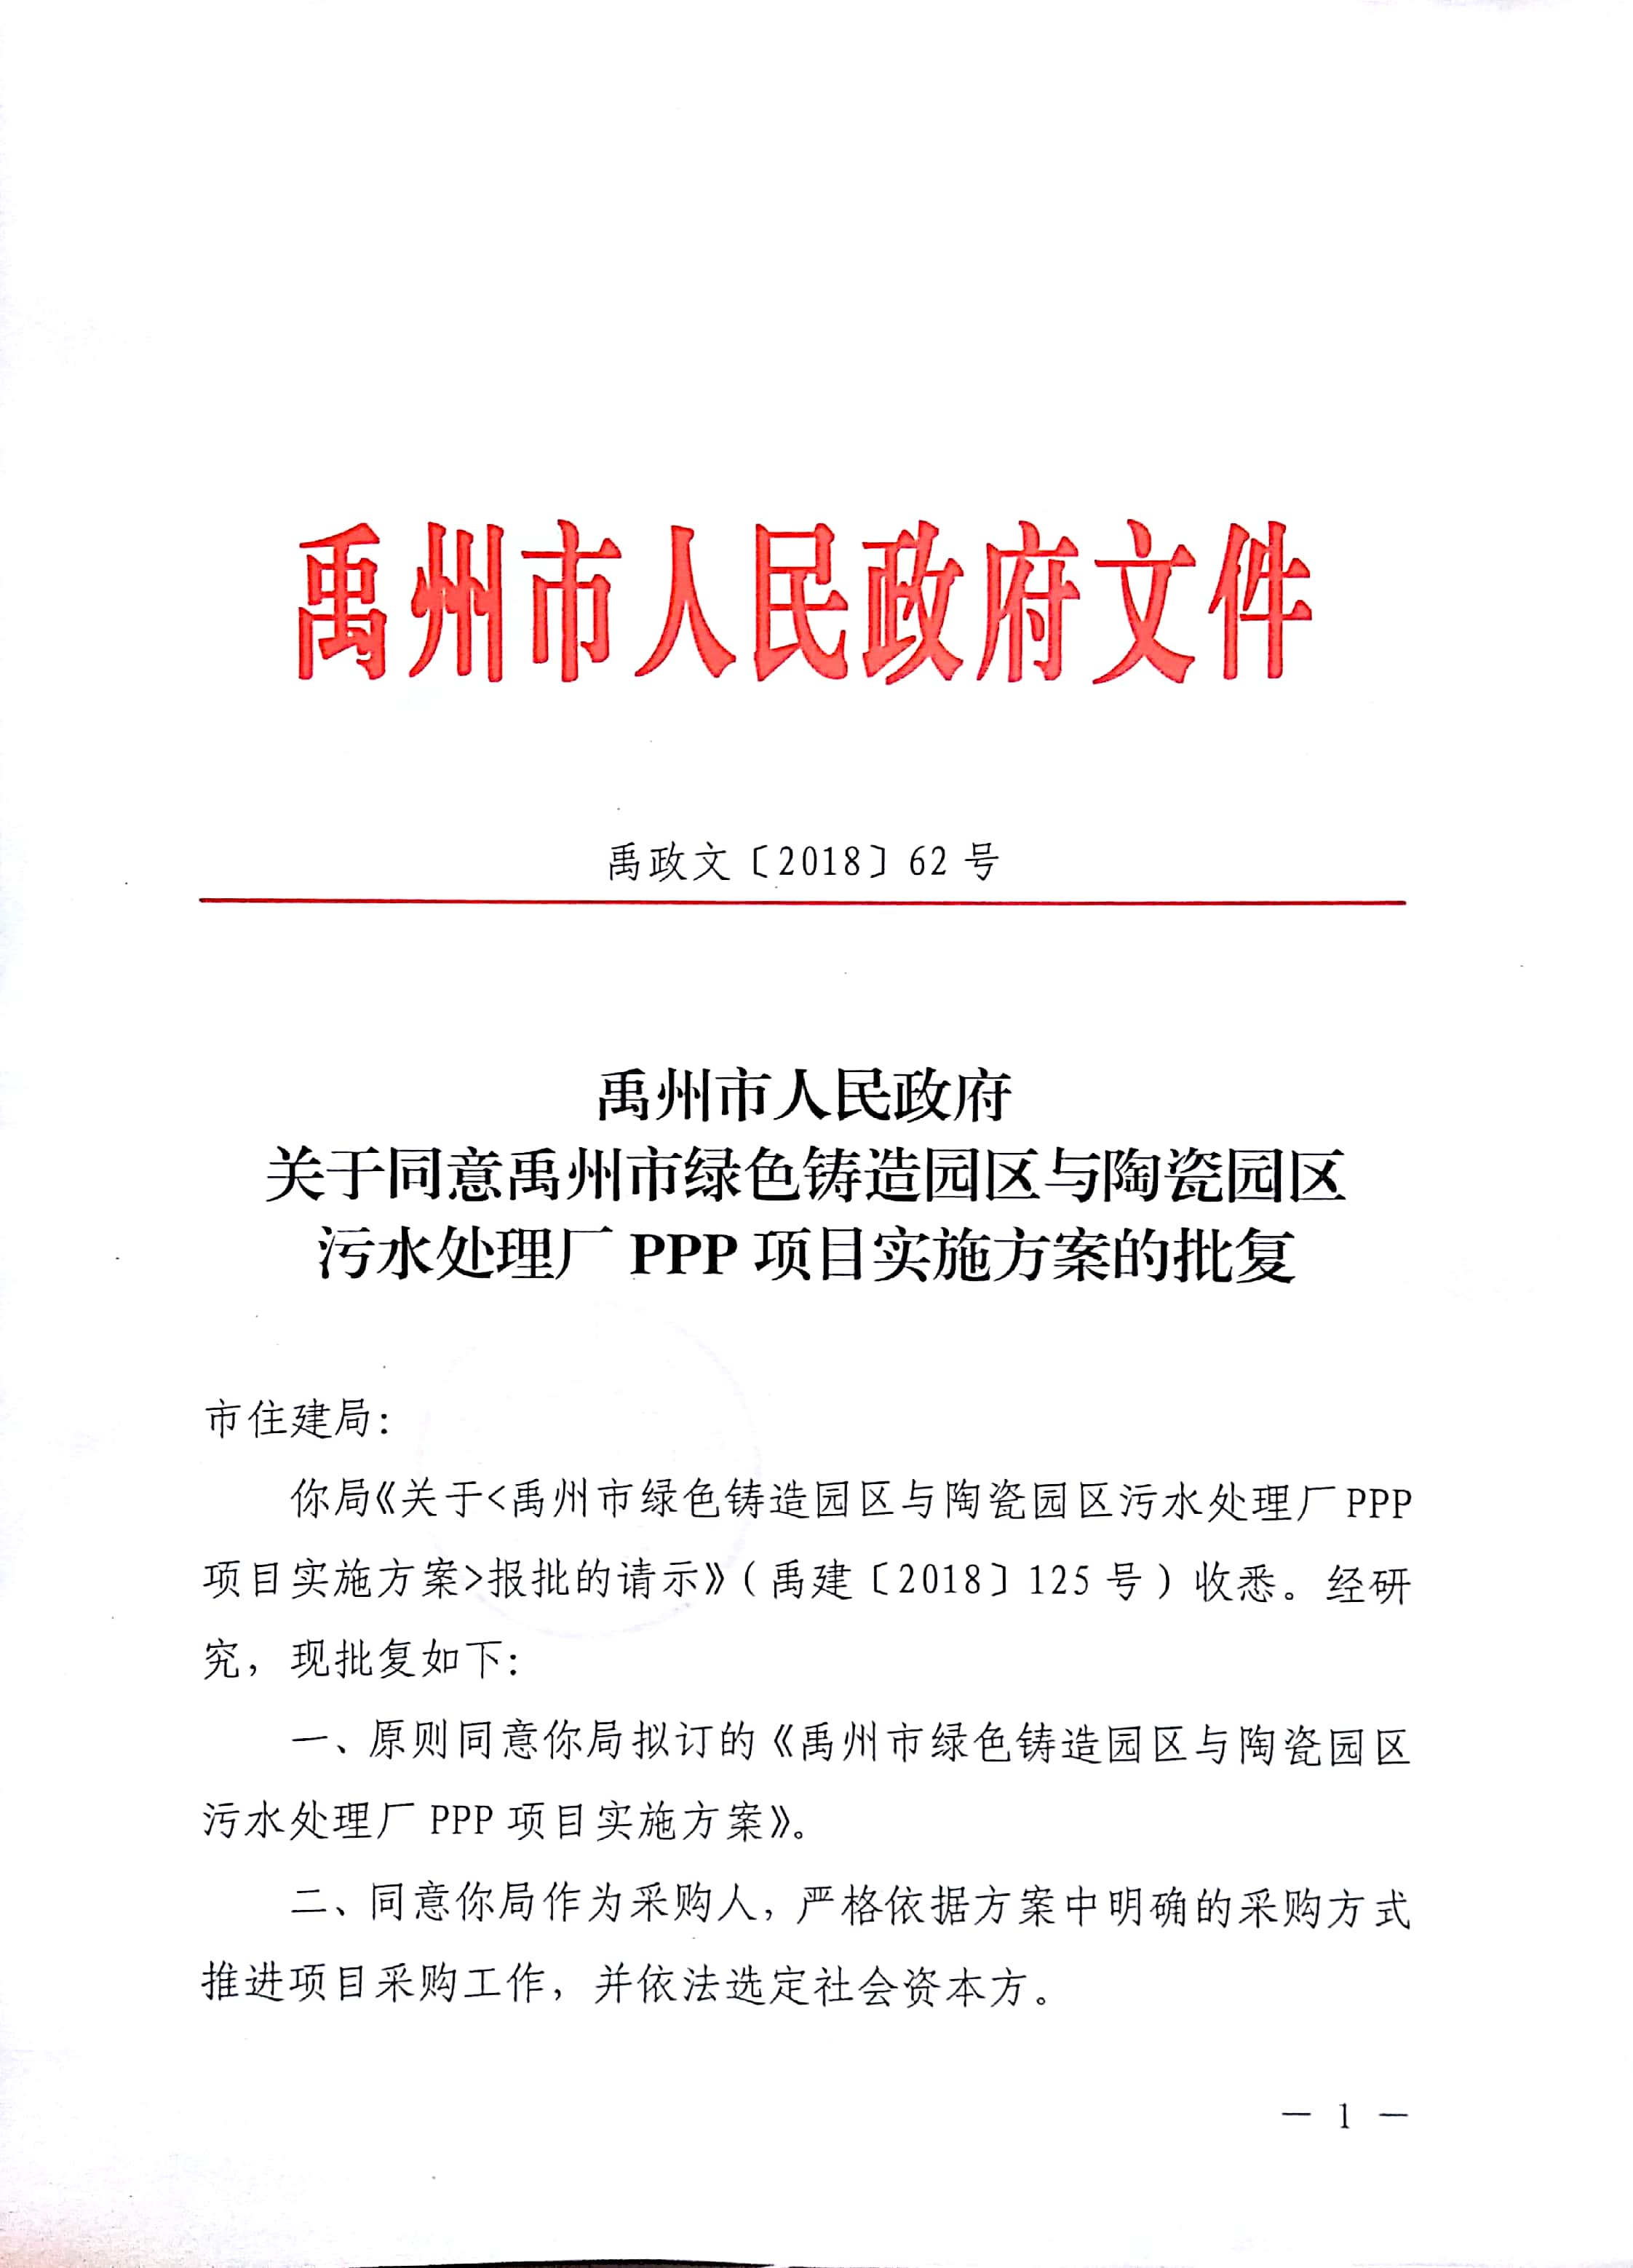 禹州市人民政府文件
禹政文〔2018〕62号
禹州市人民政府
关于同意禹州市绿色铸造园区与陶瓷园区
污水处理厂 PPP 项目实施方案的批复
市住建局：
你局《关于<禹州市绿色铸造园区与陶瓷园区污水处理厂PPP
项目实施方案>报批的请示》（禹建〔2018〕125号）收悉。经研
究，现批复如下：
一、原则同意你局拟订的《禹州市绿色铸造园区与陶瓷园区
污水处理厂 PPP 项目实施方案》。
二、同意你局作为采购人，严格依据方案中明确的采购方式
推进项目采购工作，并依法选定社会资本方。
— 1 —